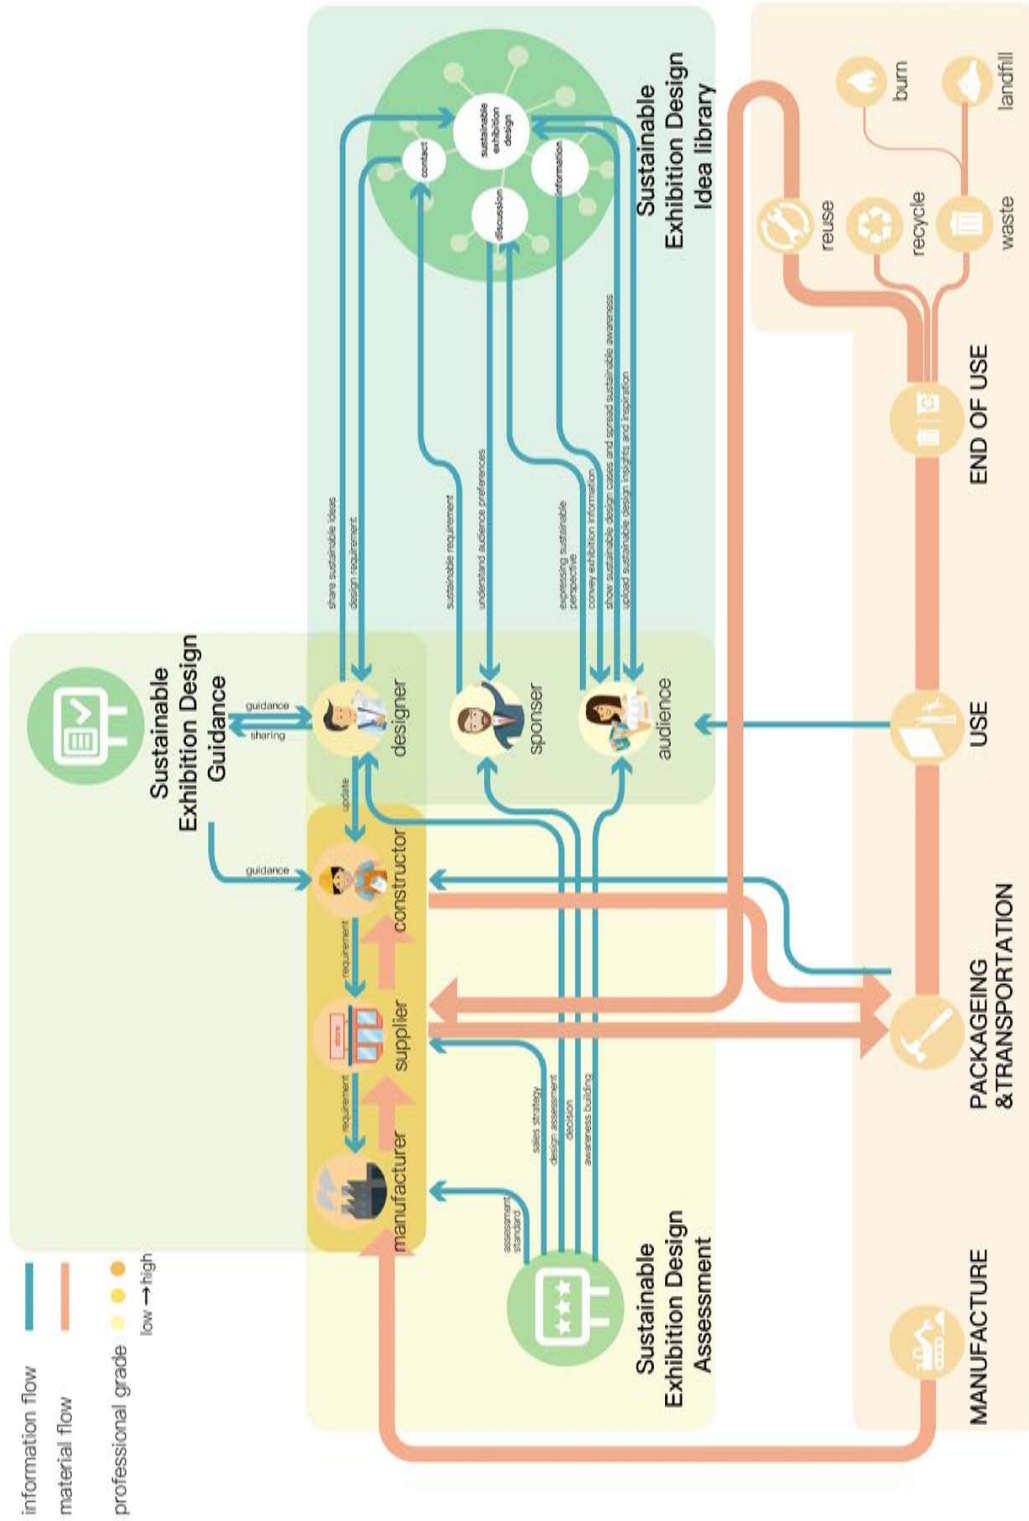 information flow
material flow
professional grade
low → high
Sustainable
Exhibition Design
Guidance
guidance
guidance
sharing
manufacturer
requirement
supplier
store
requirement
constructor
update
designer
sponser
audience
share sustainable ideas
design requirement
sustainable requirement
understand audience preferences
expressing sustainable
perspective
convey exhibition information
show sustainable design cases and spread sustainable awareness
upload sustainable design insights and inspiration
contact
sustainable
exhibition
design
discussion
information
Sustainable
Exhibition Design
Idea library
assessment
standard
sales strategy
design assessment
decision
awareness building
Sustainable
Exhibition Design
Assessment
MANUFACTURE
PACKAGEING
&TRANSPORTATION
USE
END OF USE
reuse
recycle
waste
burn
landfill